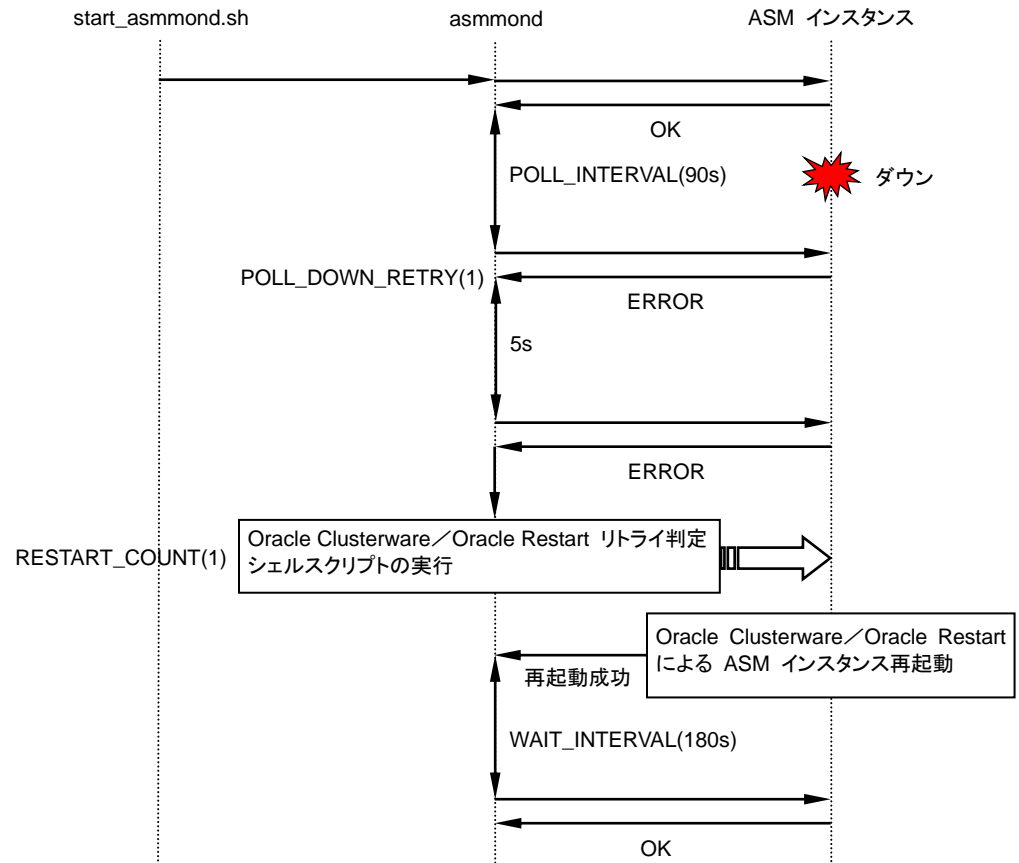 start_asmmond.sh
asmmond
ASM インスタンス
OK
POLL_INTERVAL(90s)
ダウン
POLL_DOWN_RETRY(1)
ERROR
5s
ERROR
RESTART_COUNT(1)
Oracle Clusterware/Oracle Restart リトライ判定
シェルスクリプトの実行
Oracle Clusterware/Oracle Restart
による ASM インスタンス再起動
再起動成功
WAIT_INTERVAL(180s)
OK